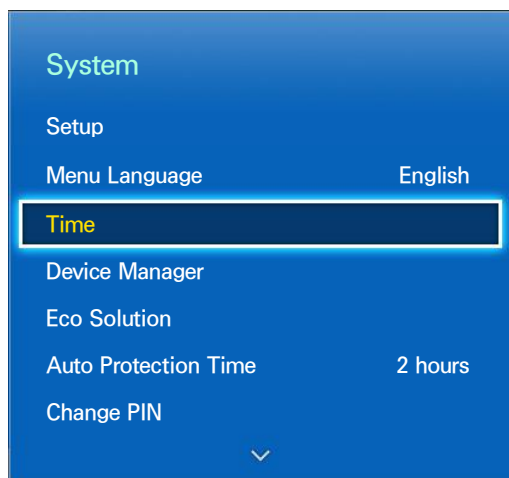 System
Setup
Menu Language English
Time
Device Manager
Eco Solution
Auto Protection Time 2 hours
Change PIN